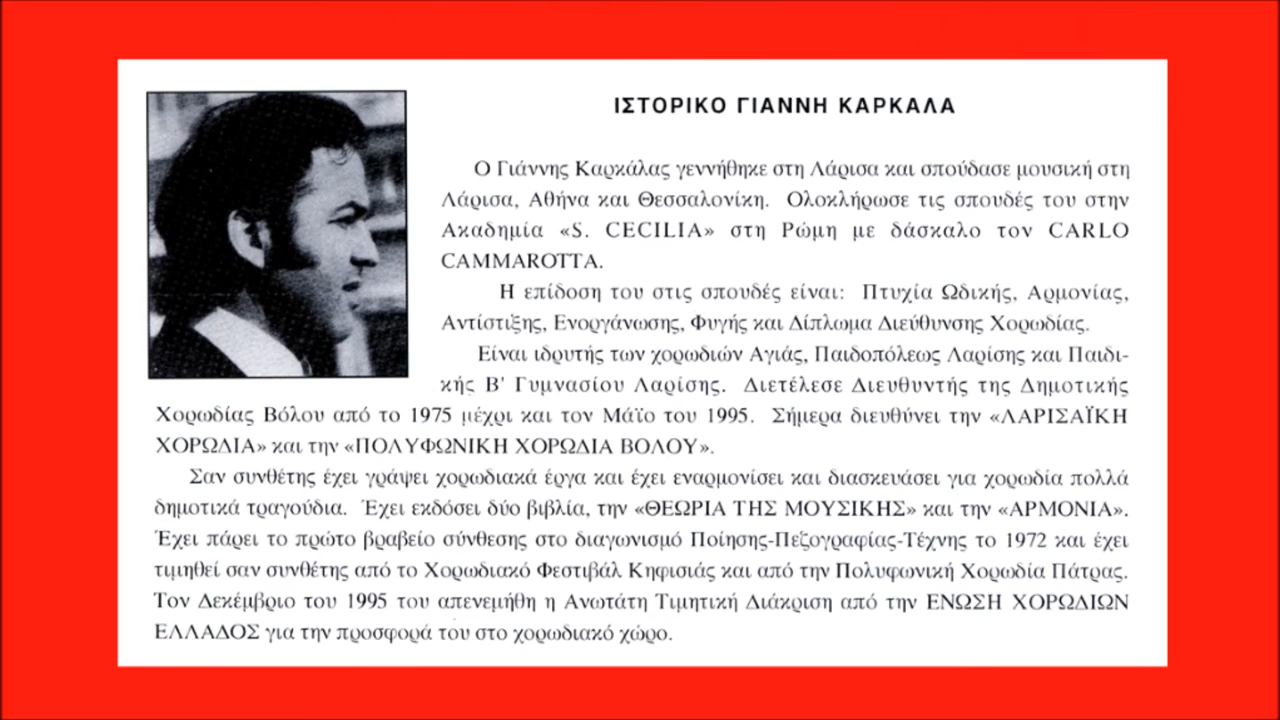 ΙΣΤΟΡΙΚΟ ΓΙΑΝΝΗ ΚΑΡΚΑΛΑ
Ο Γιάννης Καρκάλας γεννήθηκε στη Λάρισα και σπούδασε μουσική στη
Λάρισα, Αθήνα και Θεσσαλονίκη. Ολοκλήρωσε τις σπουδές του στην
Ακαδημία «S. CECILIA» στη Ρώμη με δάσκαλο τον CARLO
CAMMAROTTA.
Η επίδοση του στις σπουδές είναι: Πτυχία Ωδικής, Αρμονίας,
Αντίστιξης, Ενοργάνωσης, Φυγής και Δίπλωμα Διεύθυνσης Χορωδίας.
Είναι ιδρυτής των χορωδιών Αγιάς, Παιδοπόλεως Λαρίσης και Παιδι-
κής Β' Γυμνασίου Λαρίσης. Διετέλεσε Διευθυντής της Δημοτικής
Χορωδίας Βόλου από το 1975 μέχρι και τον Μάϊο του 1995. Σήμερα διευθύνει την «ΛΑΡΙΣΑΪΚΗ
ΧΟΡΩΔΙΑ» και την «ΠΟΛΥΦΩΝΙΚΗ ΧΟΡΩΔΙΑ ΒΟΛΟΥ».
Σαν συνθέτης έχει γράψει χορωδιακά έργα και έχει εναρμονίσει και διασκευάσει για χορωδία πολλά
δημοτικά τραγούδια. Έχει εκδόσει δύο βιβλία, την «ΘΕΩΡΙΑ ΤΗΣ ΜΟΥΣΙΚΗΣ» και την «ΑΡΜΟΝΙΑ».
Έχει πάρει το πρώτο βραβείο σύνθεσης στο διαγωνισμό Ποίησης-Πεζογραφίας-Τέχνης το 1972 και έχει
τιμηθεί σαν συνθέτης από το Χορωδιακό Φεστιβάλ Κηφισιάς και από την Πολυφωνική Χορωδία Πάτρας.
Τον Δεκέμβριο του 1995 του απενεμήθη η Ανωτάτη Τιμητική Διάκριση από την ΕΝΩΣΗ ΧΟΡΩΔΙΩΝ
ΕΛΛΑΔΟΣ για την προσφορά του στο χορωδιακό χώρο.